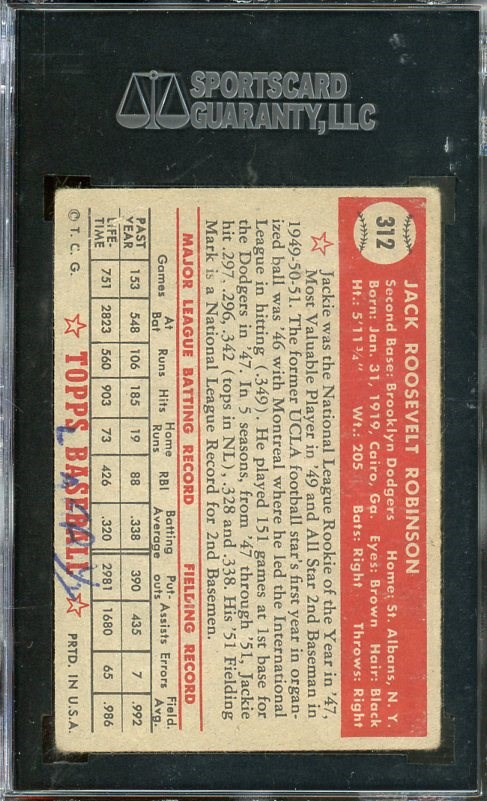 SPORTSCARD
GUARANTY, LLC
312
JACK ROOSEVELT ROBINSON
Second Base: Brooklyn Dodgers Home: St. Albans, N. Y.
Born: Jan. 31, 1919, Cairo, Ga. Eyes: Brown Hair: Black
Ht.: 5'11¾" Wt.: 205 Bats: Right Throws: Right
Jackie was the National League Rookie of the Year in '47,
Most Valuable Player in '49 and All Star 2nd Baseman in
1949-50-51. The former UCLA football star's first year in organ-
ized ball was '46 with Montreal where he led the International
League in hitting (.349). He played 151 games at 1st base for
the Dodgers in '47. In 5 seasons, from '47 through '51, Jackie
hit .297 .296, .342 (tops in NL), .328 and .338. His '51 Fielding
Mark is a National League Record for 2nd Basemen.
MAJOR LEAGUE BATTING RECORD FIELDING RECORD
Games At Bat Runs Hits Home Runs RBI Batting Average Put-outs Assists Errors Field. Avg.
PAST YEAR 153 548 106 185 19 88 .338 390 435 7 .992
LIFE-TIME 751 2823 560 903 73 426 .320 2981 1680 65 .986
© T. C. G. TOPPS BASEBALL PRTD. IN U.S.A.